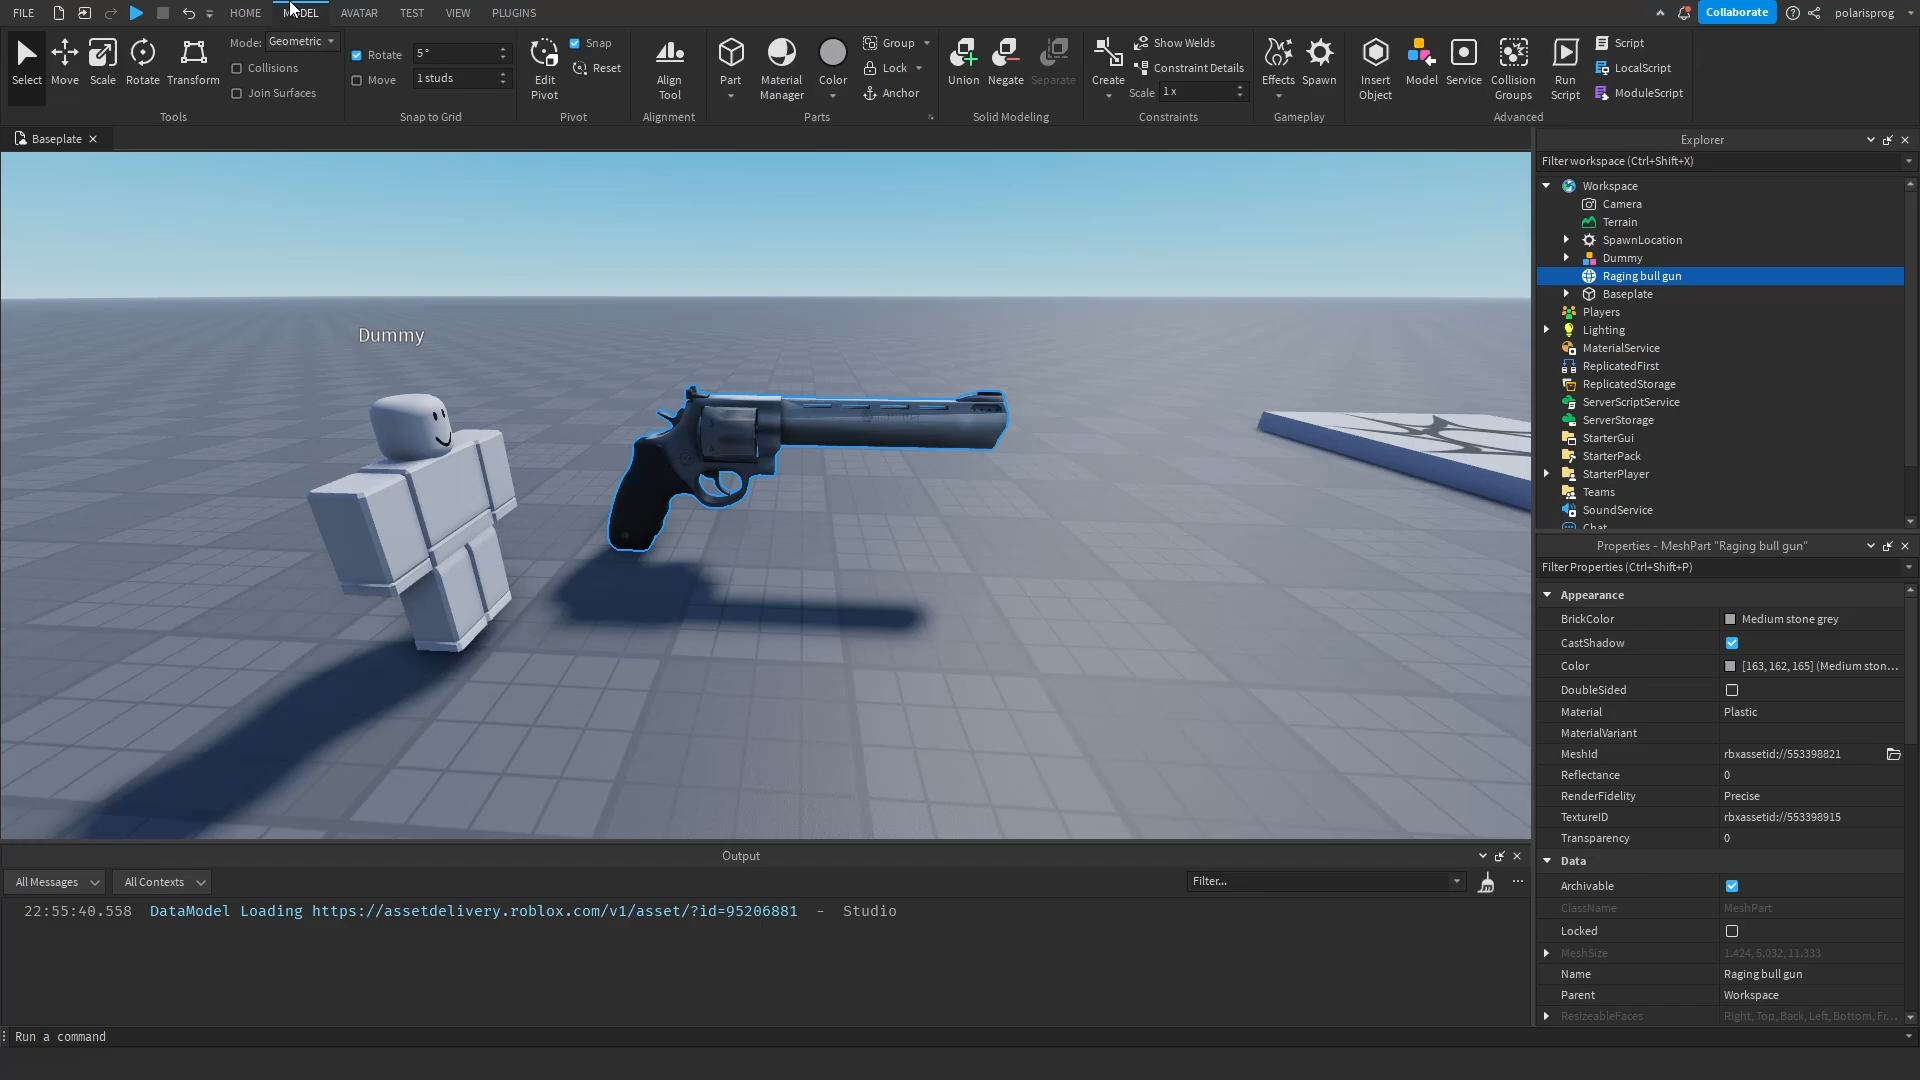 FILE HOME MODEL AVATAR TEST VIEW PLUGINS Collaborate polarisprog
Select Move Scale Rotate Transform
Mode: Geometric
Collisions
Join Surfaces
Tools
Rotate 5°
Move 1 studs
Snap to Grid
Edit Pivot
Snap
Reset
Pivot
Align Tool
Alignment
Part
Material Manager
Color
Group
Lock
Anchor
Parts
Union Negate Separate
Solid Modeling
Create
Show Welds
Constraint Details
Scale 1 x
Constraints
Effects Spawn
Gameplay
Insert Object
Model
Service
Collision Groups
Run Script
Script
LocalScript
ModuleScript
Advanced
Baseplate
Dummy
Explorer
Filter workspace (Ctrl+Shift+X)
Workspace
Camera
Terrain
SpawnLocation
Dummy
Raging bull gun
Baseplate
Players
Lighting
MaterialService
ReplicatedFirst
ReplicatedStorage
ServerScriptService
ServerStorage
StarterGui
StarterPack
StarterPlayer
Teams
SoundService
Chat
Properties - MeshPart "Raging bull gun"
Filter Properties (Ctrl+Shift+P)
Appearance
BrickColor Medium stone grey
CastShadow
Color [163, 162, 165] (Medium ston...
DoubleSided
Material Plastic
MaterialVariant
MeshId rbxassetid://553398821
Reflectance 0
RenderFidelity Precise
TextureID rbxassetid://553398915
Transparency 0
Data
Archivable
ClassName MeshPart
Locked
MeshSize 1.424, 5.032, 11.333
Name Raging bull gun
Parent Workspace
ResizeableFaces Right, Top, Back, Left, Bottom, Fr...
Output
All Messages All Contexts Filter...
22:55:40.558 DataModel Loading https://assetdelivery.roblox.com/v1/asset/?id=95206881 - Studio
Run a command